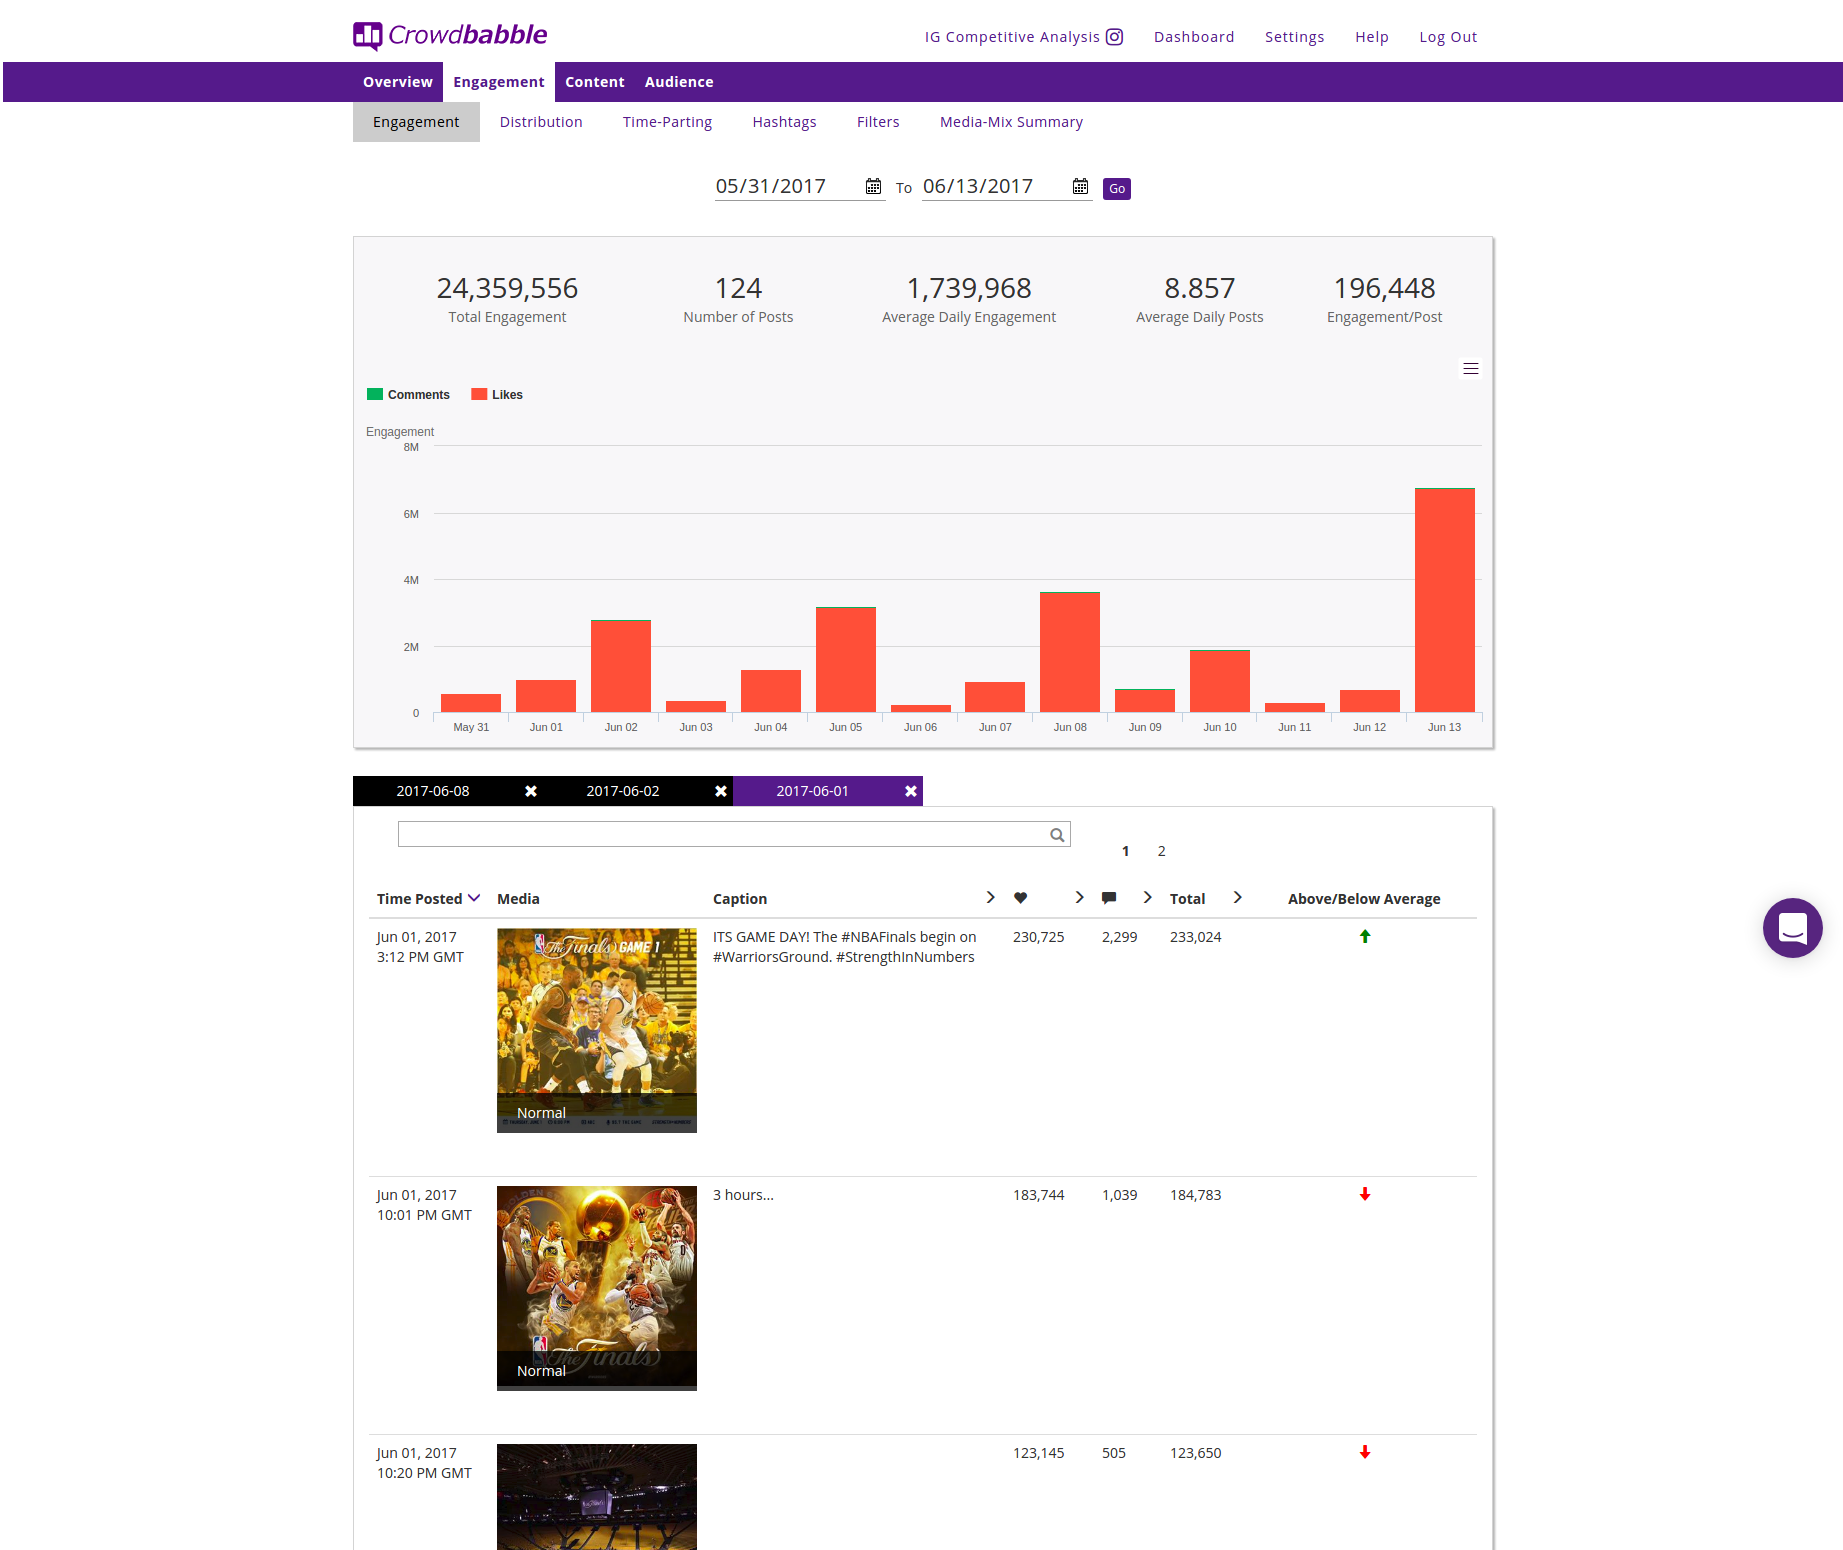 Crowdbabble
IG Competitive Analysis Dashboard Settings Help Log Out
Overview Engagement Content Audience
Engagement Distribution Time-Parting Hashtags Filters Media-Mix Summary
05/31/2017 To 06/13/2017 Go
24,359,556 124 1,739,968 8.857 196,448
Total Engagement Number of Posts Average Daily Engagement Average Daily Posts Engagement/Post
Comments Likes
Engagement
8M
6M
4M
2M
0
May 31 Jun 01 Jun 02 Jun 03 Jun 04 Jun 05 Jun 06 Jun 07 Jun 08 Jun 09 Jun 10 Jun 11 Jun 12 Jun 13
2017-06-08 2017-06-02 2017-06-01
1 2
Time Posted Media Caption Total Above/Below Average
Jun 01, 2017
3:12 PM GMT
The Finals GAME 1
Normal
ITS GAME DAY! The #NBAFinals begin on
#WarriorsGround. #StrengthInNumbers
230,725 2,299 233,024
Jun 01, 2017
10:01 PM GMT
The Finals
Normal
3 hours...
183,744 1,039 184,783
Jun 01, 2017
10:20 PM GMT
123,145 505 123,650